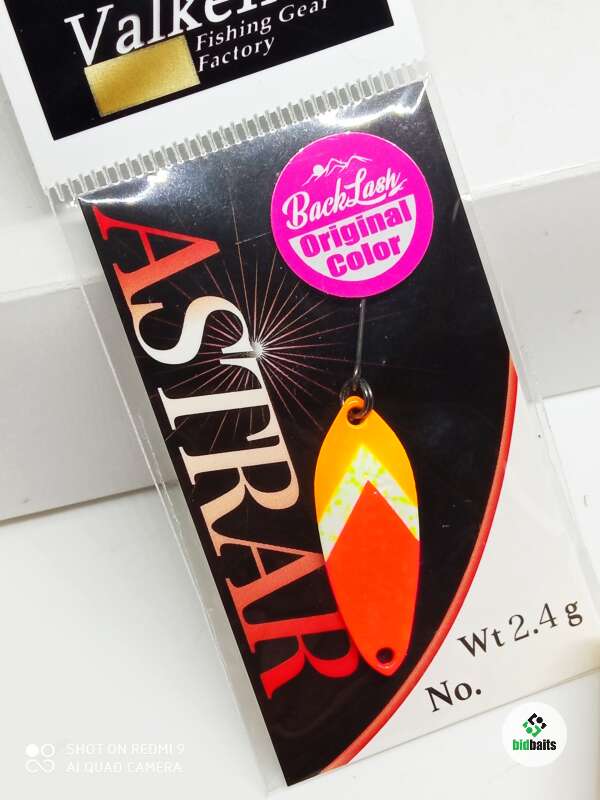 Fishing Gear
Factory
BackLash
Original
Color
ASTRAR
Wt 2.4 g
No.
bidbaits
SHOT ON REDMI 9
AI QUAD CAMERA